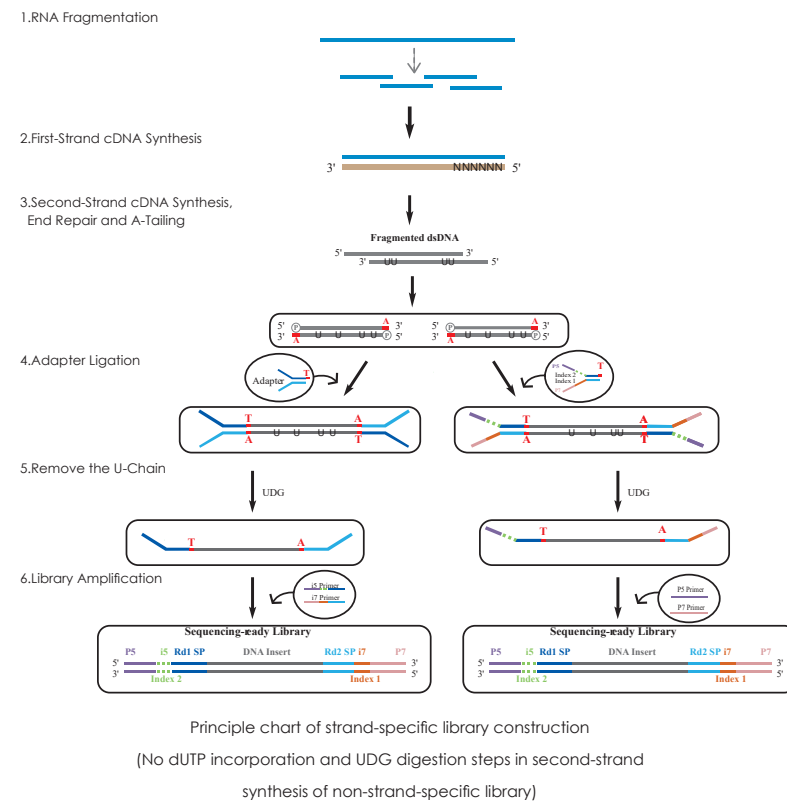 1.RNA Fragmentation
2.First-Strand cDNA Synthesis
3' NNNNNN 5'
3.Second-Strand cDNA Synthesis,
End Repair and A-Tailing
Fragmented dsDNA
5' 3'
3' UU UU 5'
A A
5' P 3' 5' P 3'
3' U U U U P 5' 3' U U U U P 5'
A A
4.Adapter Ligation
Adapter T
P5 T
Index 2
Index 1
P7
T A T A
A U U U U T A U U UU T
5.Remove the U-Chain
UDG UDG
T A T A
6.Library Amplification
i5 Primer
i7 Primer
P5 Primer
P7 Primer
Sequencing-ready Library Sequencing-ready Library
P5 i5 Rd1 SP DNA Insert Rd2 SP i7 P7 P5 i5 Rd1 SP DNA Insert Rd2 SP i7 P7
5' 3' 5' 3'
3' 5' 3' 5'
Index 2 Index 1 Index 2 Index 1
Principle chart of strand-specific library construction
(No dUTP incorporation and UDG digestion steps in second-strand
synthesis of non-strand-specific library)